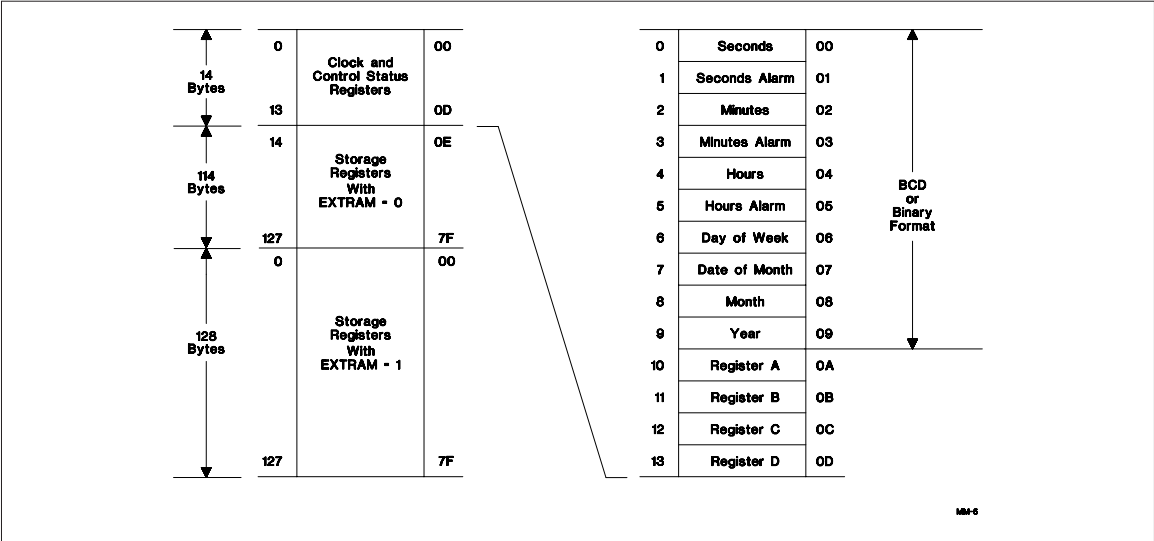 14
Bytes
114
Bytes
128
Bytes
0
Clock and
Control Status
Registers
00
13
0D
14
Storage
Registers
With
EXTRAM - 0
0E
127
7F
0
Storage
Registers
With
EXTRAM - 1
00
127
7F
0 Seconds 00
1 Seconds Alarm 01
2 Minutes 02
3 Minutes Alarm 03
4 Hours 04
5 Hours Alarm 05
6 Day of Week 06
7 Date of Month 07
8 Month 08
9 Year 09
10 Register A 0A
11 Register B 0B
12 Register C 0C
13 Register D 0D
BCD
or
Binary
Format
MM-6